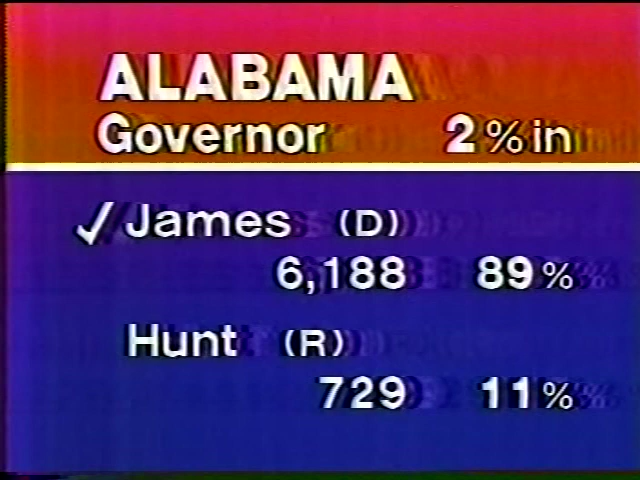 ALABAMA
Governor 2% in
✓ James (D)
6,188 89%
Hunt (R)
729 11%